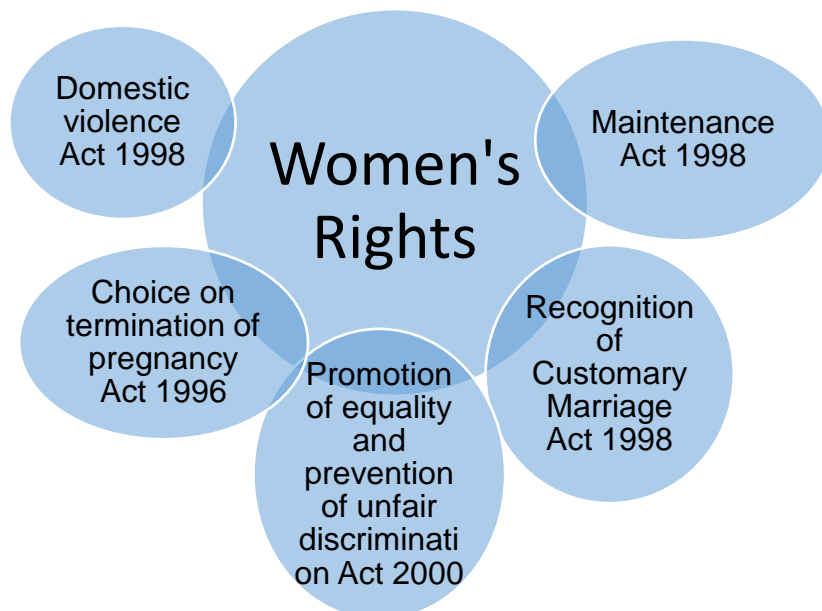 Women's
Rights
Domestic
violence
Act 1998
Maintenance
Act 1998
Choice on
termination of
pregnancy
Act 1996
Recognition
of
Customary
Marriage
Act 1998
Promotion
of equality
and
prevention
of unfair
discriminati
on Act 2000